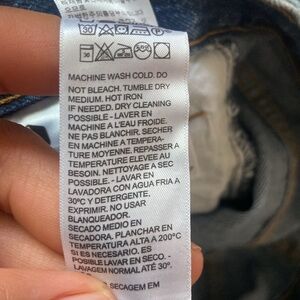 MACHINE WASH COLD. DO
NOT BLEACH. TUMBLE DRY
MEDIUM. HOT IRON
IF NEEDED. DRY CLEANING
POSSIBLE - LAVER EN
MACHINE A L'EAU FROIDE.
NE PAS BLANCHIR. SECHER
EN MACHINE A TEMPERA-
TURE MOYENNE. REPASSER A
TEMPERATURE ELEVEE AU
BESOIN. NETTOYAGE A SEC
POSSIBLE. - LAVAR EN
LAVADORA CON AGUA FRIA A
30ºC Y DETERGENTE.
EXPRIMIR. NO USAR
BLANQUEADOR.
SECADO MEDIO EN
SECADORA. PLANCHAR EN
TEMPERATURA ALTA A 200°C
SI ES NECESARIO. ES
POSIBLE LAVAR EN SECO. -
LAVAGEM NORMAL ATÉ 30°.
SECAGEM EM